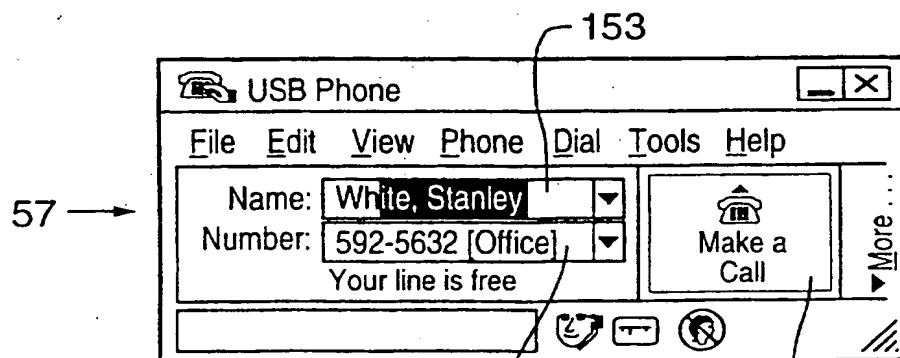 153
USB Phone
File Edit View Phone Dial Tools Help
57
Name: White, Stanley
Number: 592-5632 [Office]
Your line is free
Make a
Call
More...